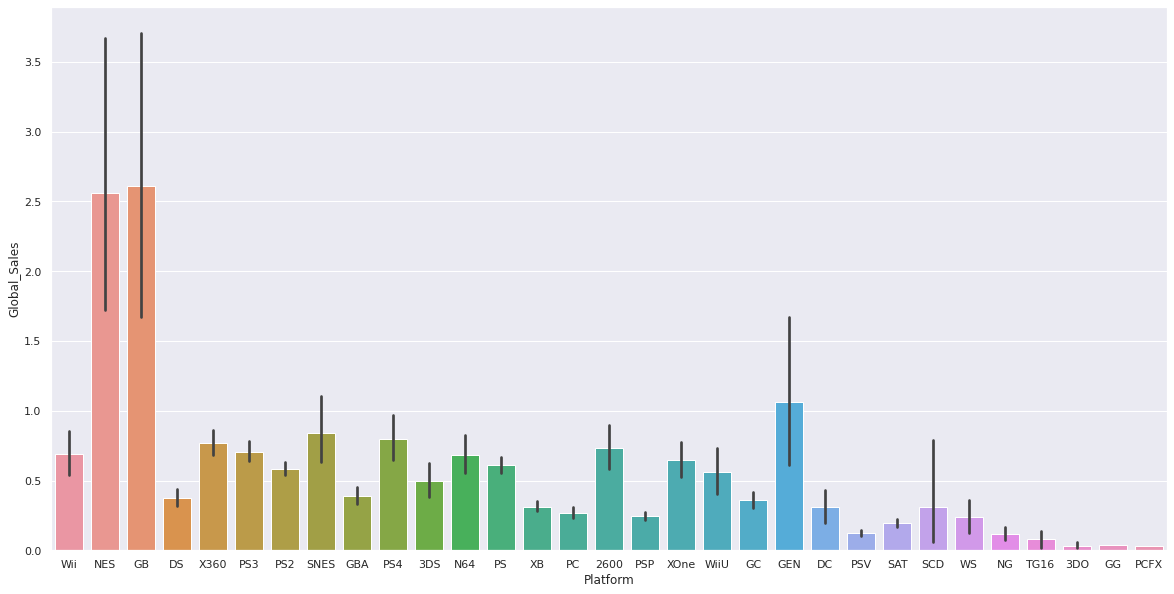 Global_Sales
3.5
3.0
2.5
2.0
1.5
1.0
0.5
0.0
Wii NES GB DS X360 PS3 PS2 SNES GBA PS4 3DS N64 PS XB PC 2600 PSP XOne WiiU GC GEN DC PSV SAT SCD WS NG TG16 3DO GG PCFX
Platform